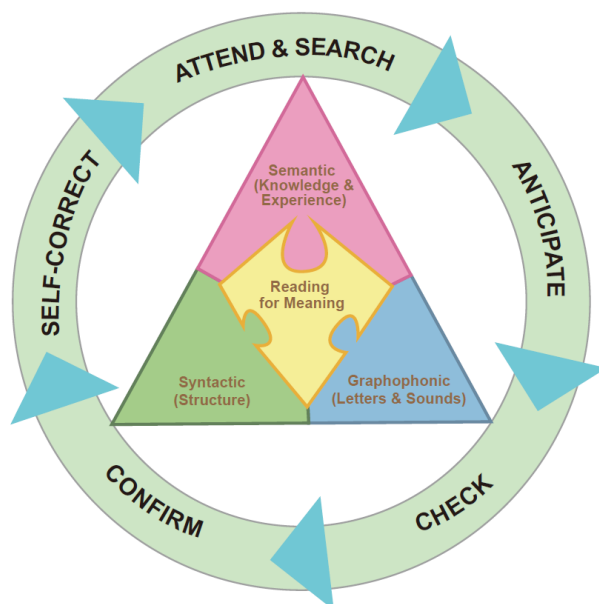 ATTEND & SEARCH
ANTICIPATE
CHECK
CONFIRM
SELF-CORRECT
Semantic
(Knowledge &
Experience)
Reading
for Meaning
Syntactic
(Structure)
Graphophonic
(Letters & Sounds)